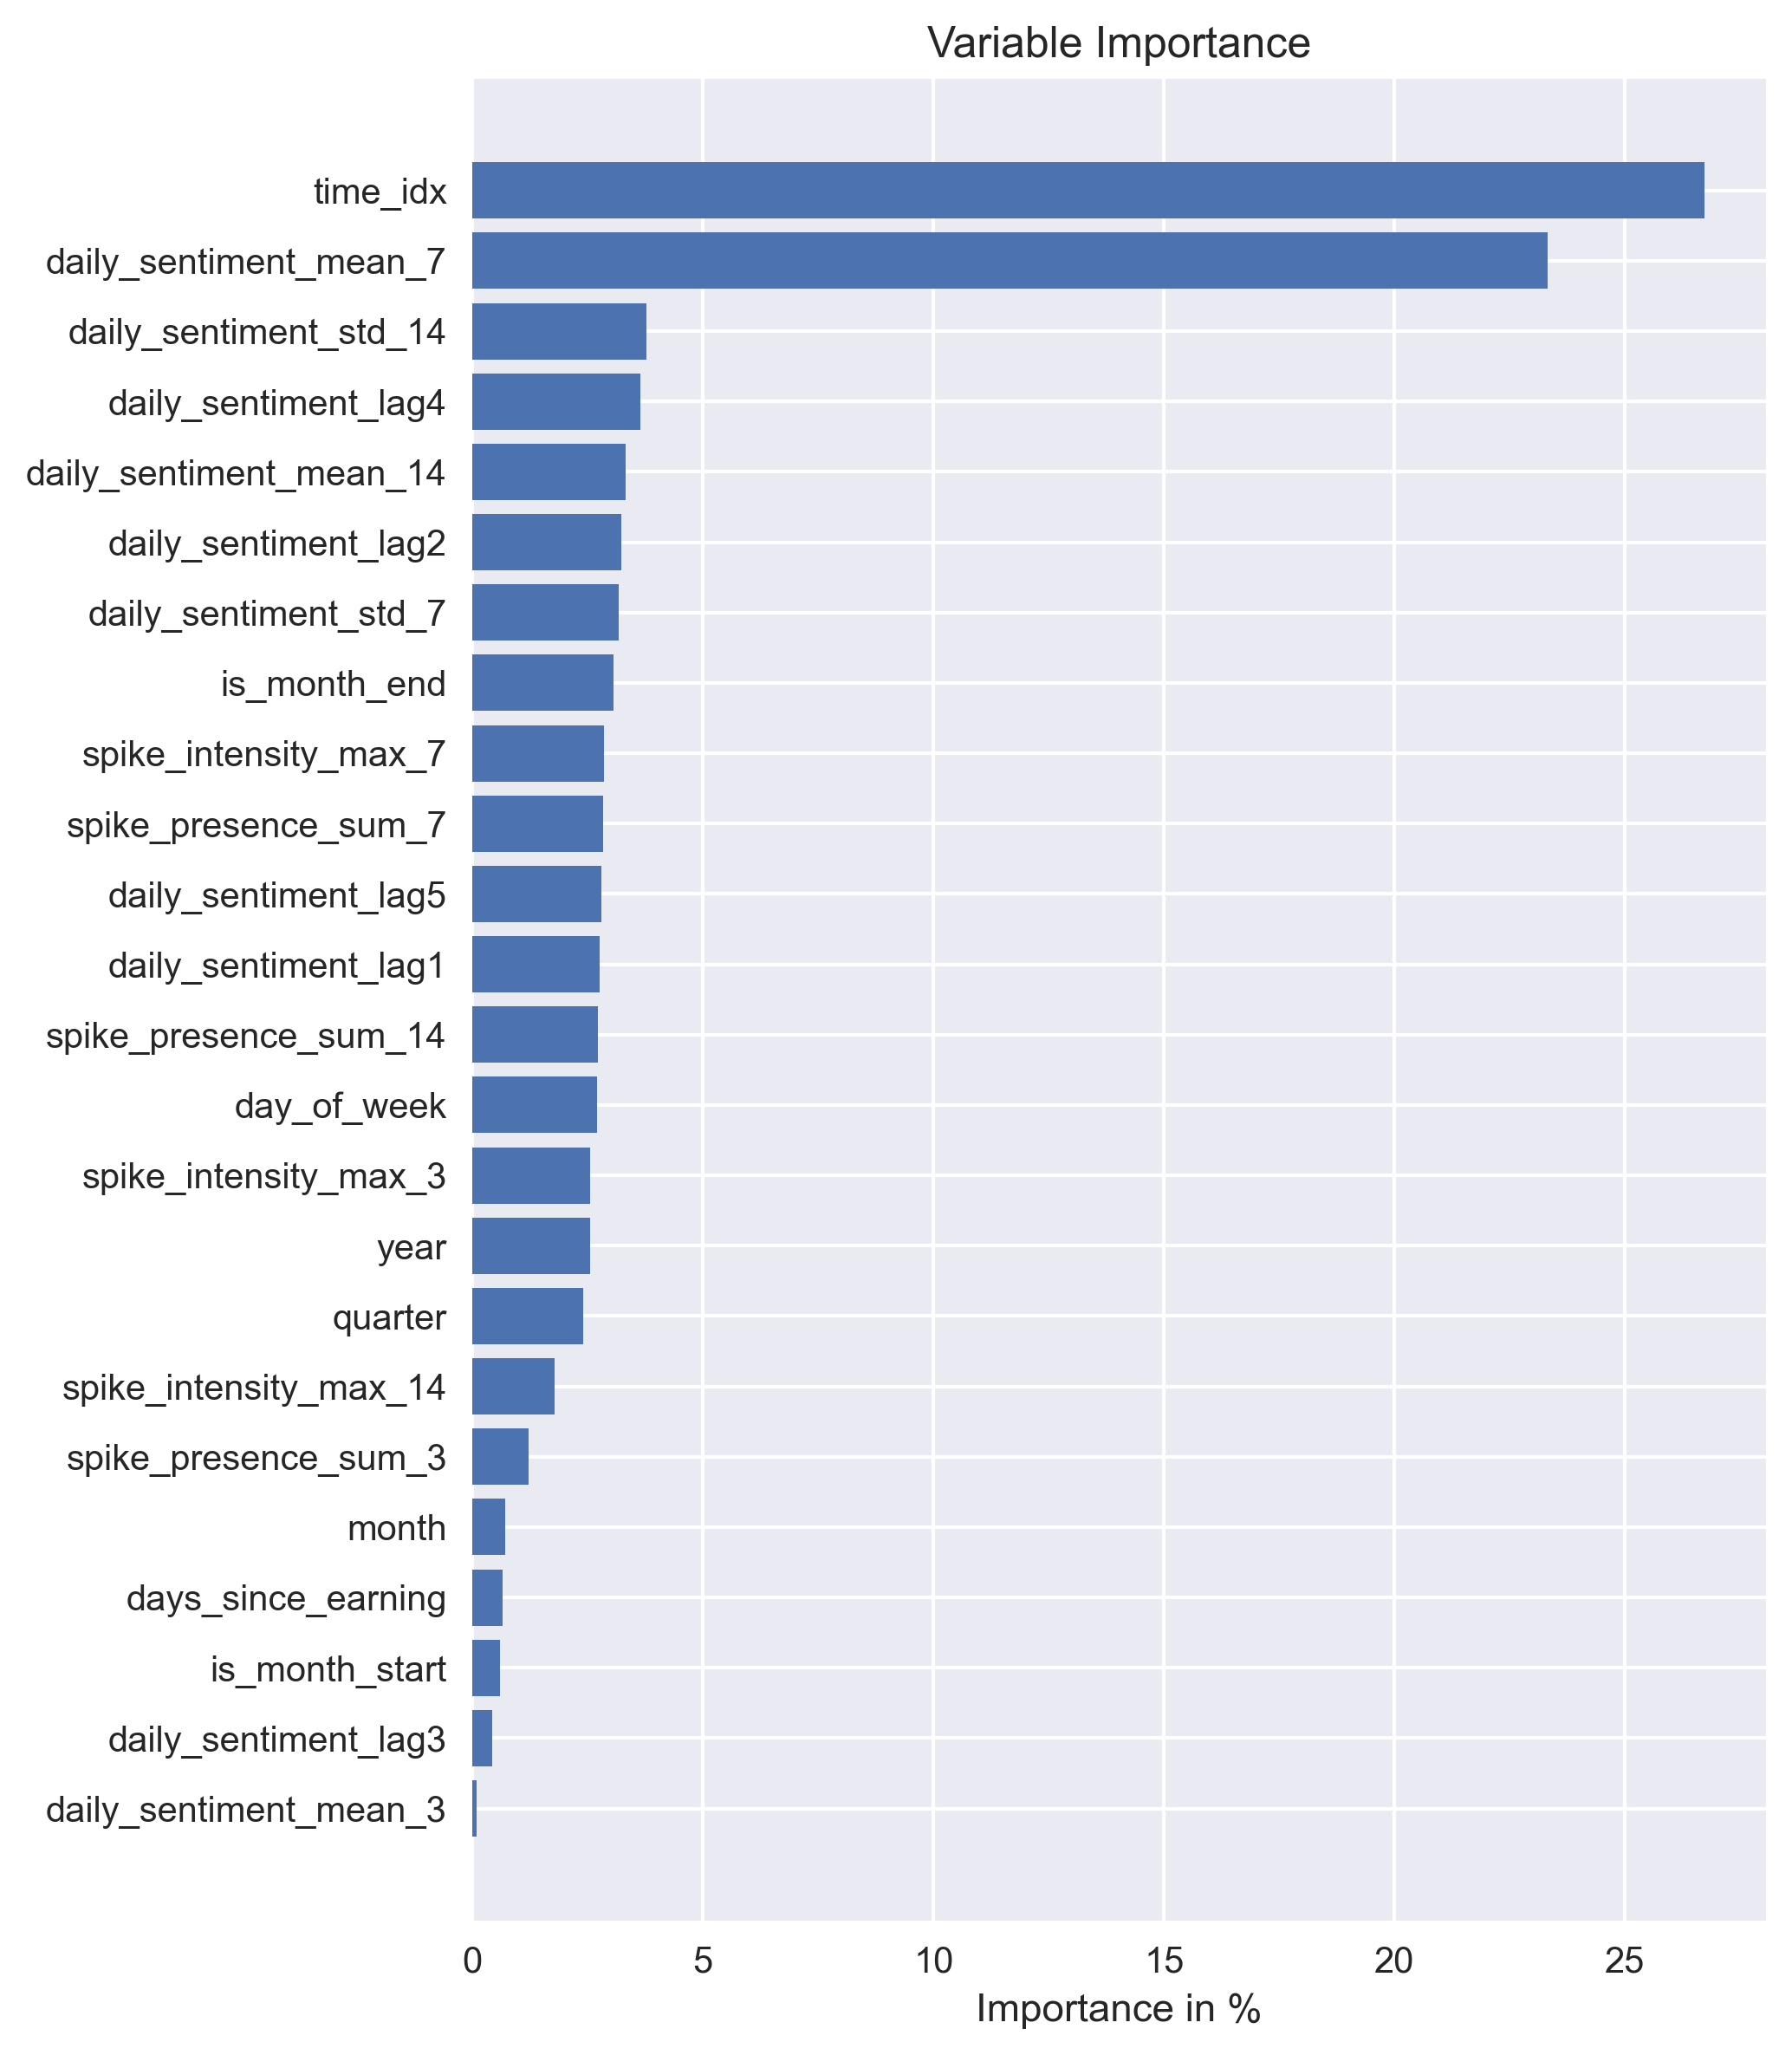 Variable Importance
time_idx
daily_sentiment_mean_7
daily_sentiment_std_14
daily_sentiment_lag4
daily_sentiment_mean_14
daily_sentiment_lag2
daily_sentiment_std_7
is_month_end
spike_intensity_max_7
spike_presence_sum_7
daily_sentiment_lag5
daily_sentiment_lag1
spike_presence_sum_14
day_of_week
spike_intensity_max_3
year
quarter
spike_intensity_max_14
spike_presence_sum_3
month
days_since_earning
is_month_start
daily_sentiment_lag3
daily_sentiment_mean_3
0 5 10 15 20 25
Importance in %